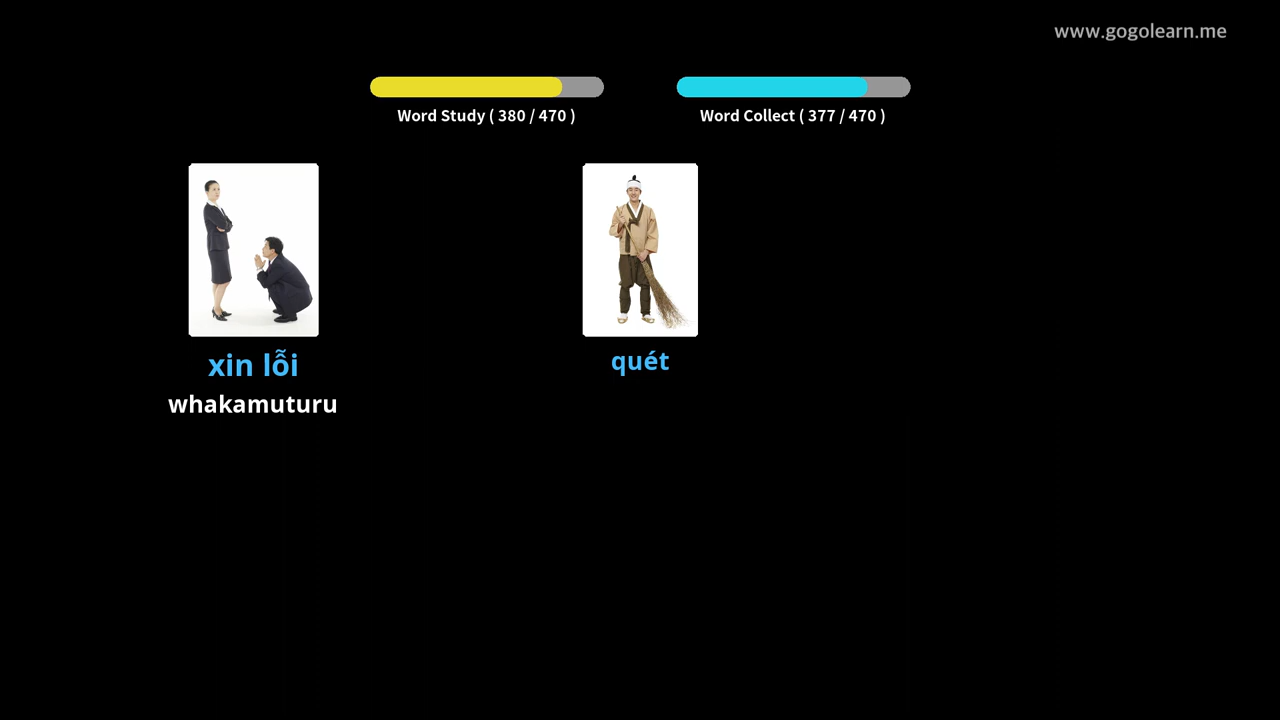 www.gogolearn.me
Word Study ( 380 / 470 )
Word Collect ( 377 / 470 )
xin lỗi
whakamuturu
quét